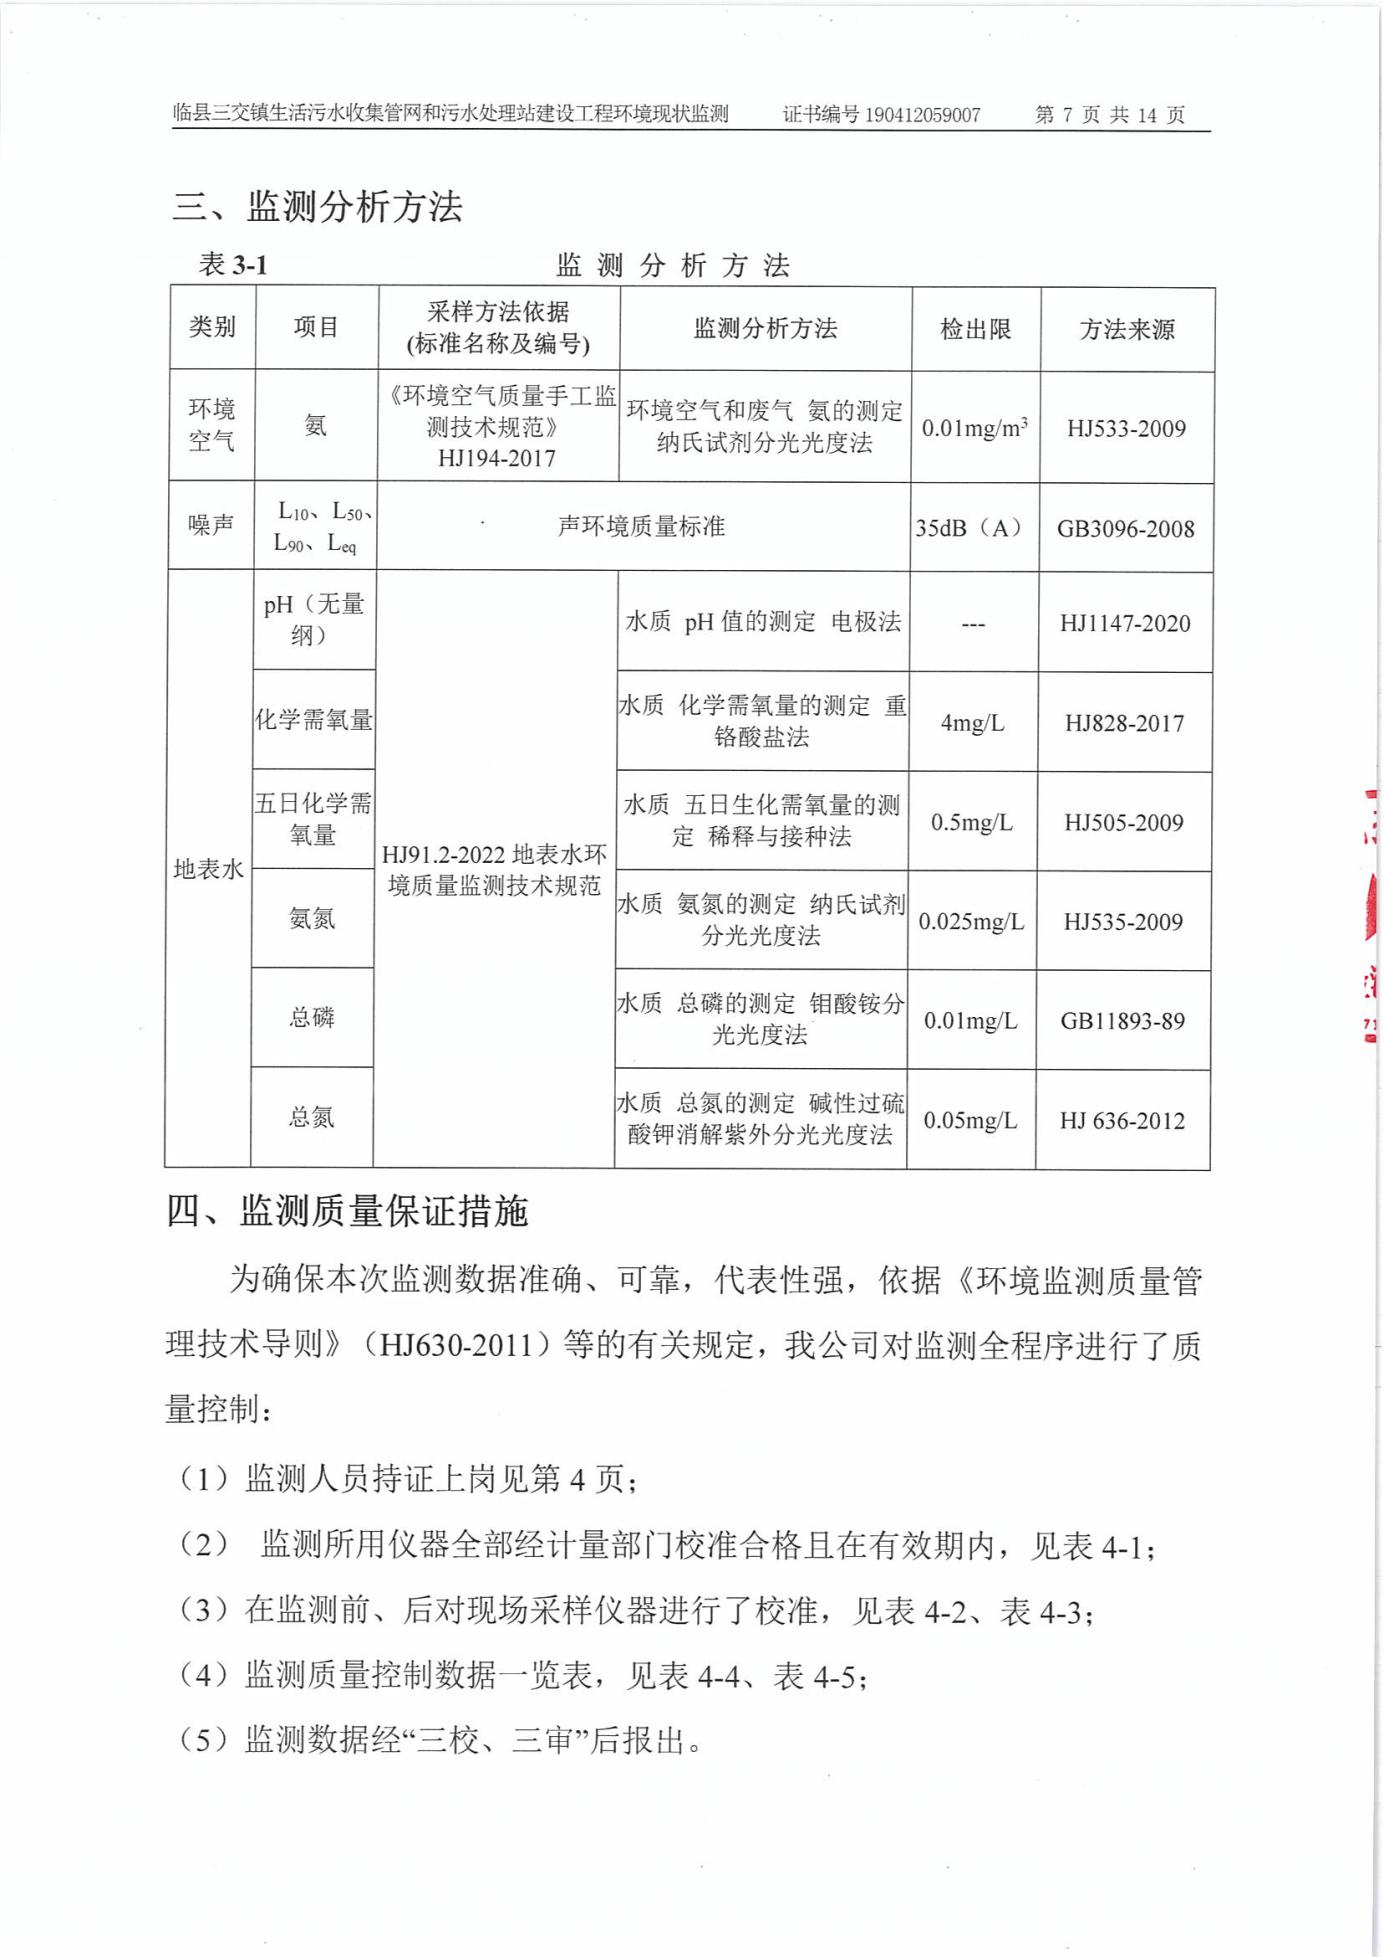 临县三交镇生活污水收集管网和污水处理站建设工程环境现状监测 证书编号 190412059007 第 7 页 共 14 页
三、监测分析方法
表 3-1 监 测 分 析 方 法
类别 项目 采样方法依据 (标准名称及编号) 监测分析方法 检出限 方法来源
环境
空气
氨
《环境空气质量手工监
测技术规范》
HJ194-2017
环境空气和废气 氨的测定
纳氏试剂分光光度法
0.01mg/m³
HJ533-2009
噪声
L10、L50、
L90、Leq
声环境质量标准
35dB（A）
GB3096-2008
地表水
pH（无量
纲）
HJ91.2-2022 地表水环
境质量监测技术规范
水质 pH 值的测定 电极法
---
HJ1147-2020
化学需氧量
水质 化学需氧量的测定 重
铬酸盐法
4mg/L
HJ828-2017
五日化学需
氧量
水质 五日生化需氧量的测
定 稀释与接种法
0.5mg/L
HJ505-2009
氨氮
水质 氨氮的测定 纳氏试剂
分光光度法
0.025mg/L
HJ535-2009
总磷
水质 总磷的测定 钼酸铵分
光光度法
0.01mg/L
GB11893-89
总氮
水质 总氮的测定 碱性过硫
酸钾消解紫外分光光度法
0.05mg/L
HJ 636-2012
四、监测质量保证措施
为确保本次监测数据准确、可靠，代表性强，依据《环境监测质量管
理技术导则》（HJ630-2011）等的有关规定，我公司对监测全程序进行了质
量控制：
（1）监测人员持证上岗见第 4 页；
（2） 监测所用仪器全部经计量部门校准合格且在有效期内，见表 4-1；
（3）在监测前、后对现场采样仪器进行了校准，见表 4-2、表 4-3；
（4）监测质量控制数据一览表，见表 4-4、表 4-5；
（5）监测数据经“三校、三审”后报出。